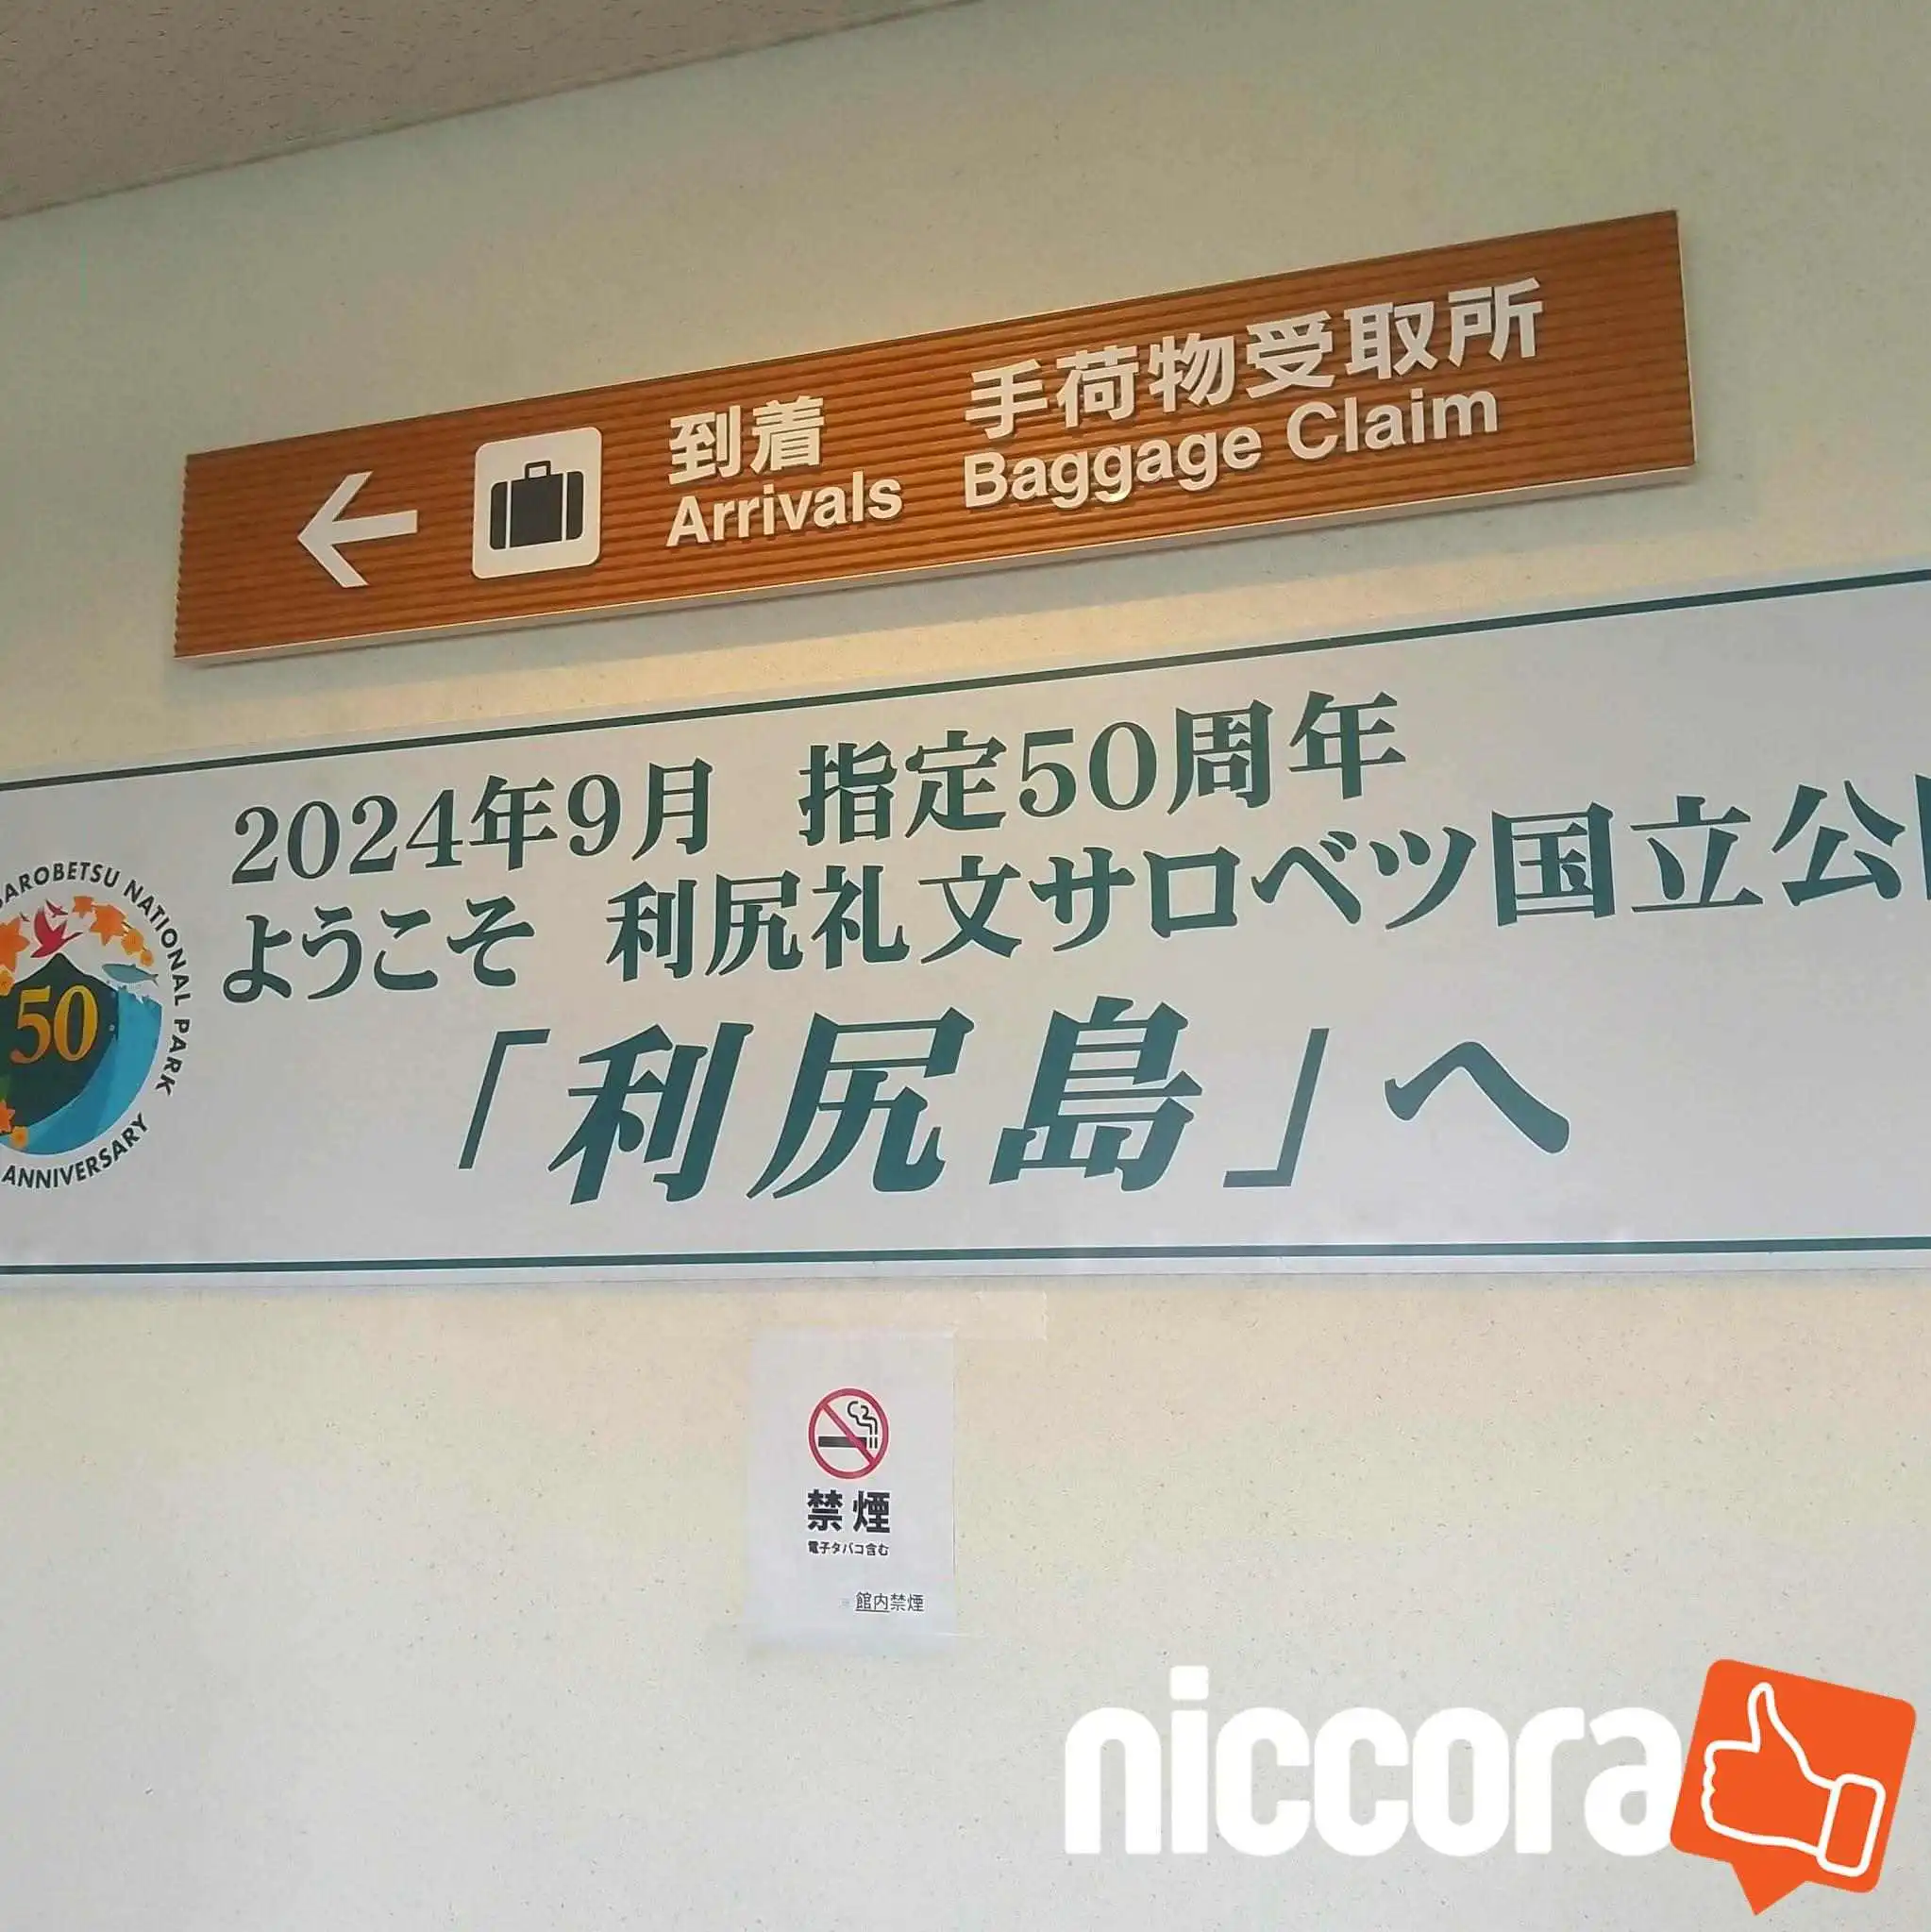 到着 手荷物受取所
Arrivals Baggage Claim
2024年9月 指定50周年
ようこそ 利尻礼文サロベツ国立公
「利尻島」へ
SAROBETSU NATIONAL PARK
50
ANNIVERSARY
禁煙
電子タバコ含む
※館内禁煙
niccora